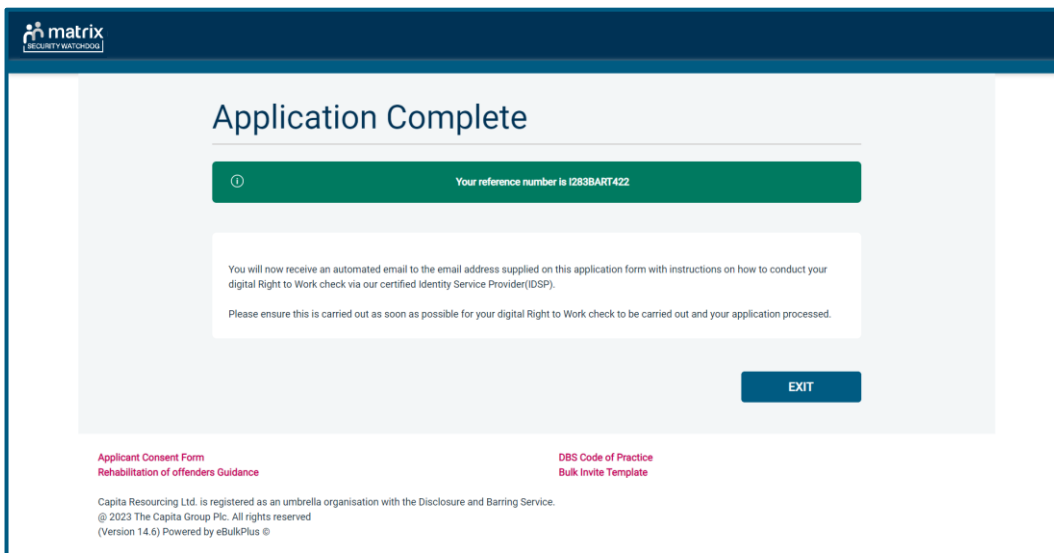 matrix
SECURITY WATCHDOG
Application Complete
Your reference number is I283BART422
You will now receive an automated email to the email address supplied on this application form with instructions on how to conduct your
digital Right to Work check via our certified Identity Service Provider(IDSP).
Please ensure this is carried out as soon as possible for your digital Right to Work check to be carried out and your application processed.
EXIT
Applicant Consent Form
Rehabilitation of offenders Guidance
DBS Code of Practice
Bulk Invite Template
Capita Resourcing Ltd. is registered as an umbrella organisation with the Disclosure and Barring Service.
@ 2023 The Capita Group Plc. All rights reserved
(Version 14.6) Powered by eBulkPlus ©